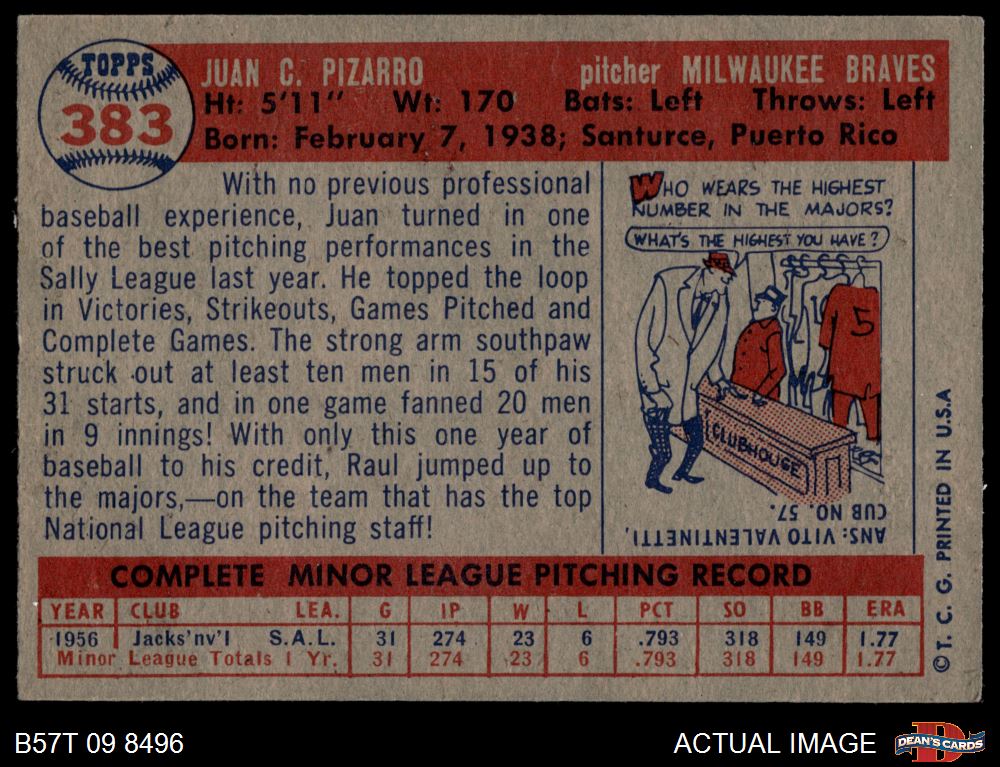 TOPPS
383
JUAN C. PIZARRO pitcher MILWAUKEE BRAVES
Ht: 5'11" Wt: 170 Bats: Left Throws: Left
Born: February 7, 1938; Santurce, Puerto Rico
With no previous professional
baseball experience, Juan turned in one
of the best pitching performances in the
Sally League last year. He topped the loop
in Victories, Strikeouts, Games Pitched and
Complete Games. The strong arm southpaw
struck out at least ten men in 15 of his
31 starts, and in one game fanned 20 men
in 9 innings! With only this one year of
baseball to his credit, Raul jumped up to
the majors,—on the team that has the top
National League pitching staff!
WHO WEARS THE HIGHEST
NUMBER IN THE MAJORS?
WHAT'S THE HIGHEST YOU HAVE?
10
5
CLUBHOUSE
ANS: VITO VALENTINETTI,
CUB NO. 57.
COMPLETE MINOR LEAGUE PITCHING RECORD
YEAR CLUB LEA. G IP W L PCT SO BB ERA
1956 Jacks'nv'l S.A.L. 31 274 23 6 .793 318 149 1.77
Minor League Totals 1 Yr. 31 274 23 6 .793 318 149 1.77
© T. C. G. PRINTED IN U.S.A
B57T 09 8496
ACTUAL IMAGE
D
DEAN'S CARDS